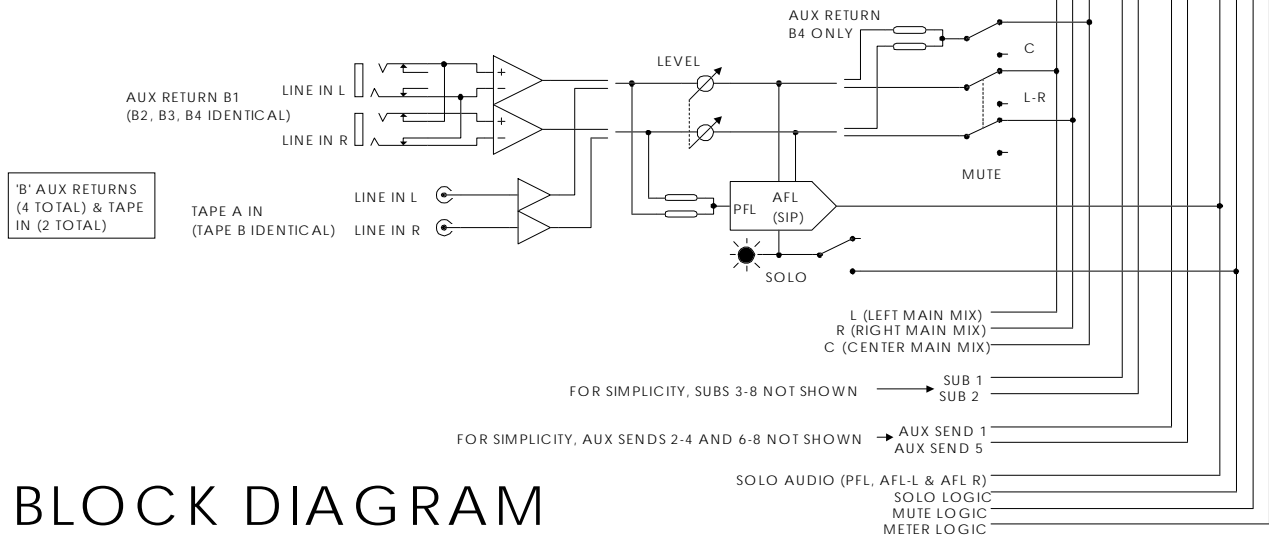 AUX RETURN
B4 ONLY
C
LEVEL
L-R
AUX RETURN B1
(B2, B3, B4 IDENTICAL)
LINE IN L
LINE IN R
+
−
+
−
MUTE
'B' AUX RETURNS
(4 TOTAL) & TAPE
IN (2 TOTAL)
TAPE A IN
(TAPE B IDENTICAL)
LINE IN L
LINE IN R
PFL
AFL
(SIP)
SOLO
L (LEFT MAIN MIX)
R (RIGHT MAIN MIX)
C (CENTER MAIN MIX)
FOR SIMPLICITY, SUBS 3-8 NOT SHOWN
SUB 1
SUB 2
FOR SIMPLICITY, AUX SENDS 2-4 AND 6-8 NOT SHOWN
AUX SEND 1
AUX SEND 5
SOLO AUDIO (PFL, AFL-L & AFL R)
SOLO LOGIC
MUTE LOGIC
METER LOGIC
BLOCK DIAGRAM